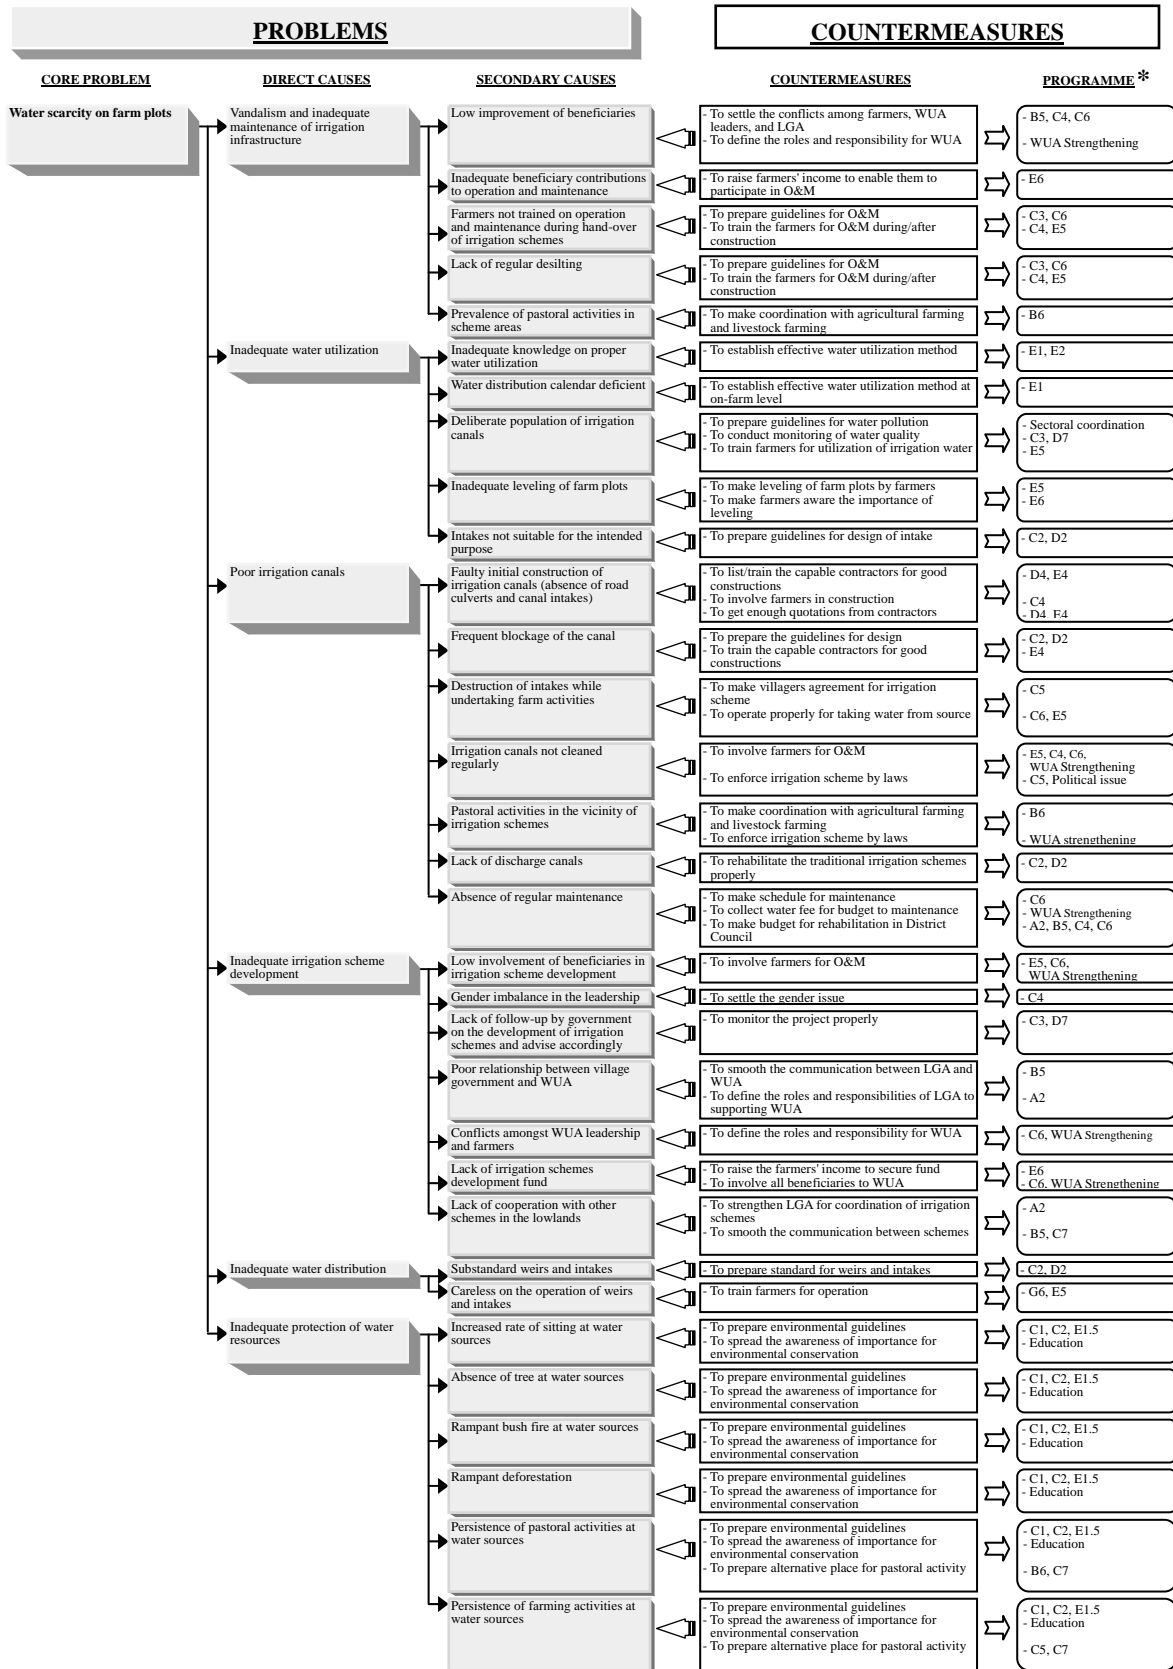 PROBLEMS
COUNTERMEASURES
CORE PROBLEM
DIRECT CAUSES
SECONDARY CAUSES
COUNTERMEASURES
PROGRAMME *
Water scarcity on farm plots
Vandalism and inadequate
maintenance of irrigation
infrastructure
Low improvement of beneficiaries
- To settle the conflicts among farmers, WUA
leaders, and LGA
- To define the roles and responsibility for WUA
- B5, C4, C6
- WUA Strengthening
Inadequate beneficiary contributions
to operation and maintenance
- To raise farmers' income to enable them to
participate in O&M
- E6
Farmers not trained on operation
and maintenance during hand-over
of irrigation schemes
- To prepare guidelines for O&M
- To train the farmers for O&M during/after
construction
- C3, C6
- C4, E5
Lack of regular desilting
- To prepare guidelines for O&M
- To train the farmers for O&M during/after
construction
- C3, C6
- C4, E5
Prevalence of pastoral activities in
scheme areas
- To make coordination with agricultural farming
and livestock farming
- B6
Inadequate water utilization
Inadequate knowledge on proper
water utilization
- To establish effective water utilization method
- E1, E2
Water distribution calendar deficient
- To establish effective water utilization method at
on-farm level
- E1
Deliberate population of irrigation
canals
- To prepare guidelines for water pollution
- To conduct monitoring of water quality
- To train farmers for utilization of irrigation water
- Sectoral coordination
- C3, D7
- E5
Inadequate leveling of farm plots
- To make leveling of farm plots by farmers
- To make farmers aware the importance of
leveling
- E5
- E6
Intakes not suitable for the intended
purpose
- To prepare guidelines for design of intake
- C2, D2
Poor irrigation canals
Faulty initial construction of
irrigation canals (absence of road
culverts and canal intakes)
- To list/train the capable contractors for good
constructions
- To involve farmers in construction
- To get enough quotations from contractors
- D4, E4
- C4
- D4, E4
Frequent blockage of the canal
- To prepare the guidelines for design
- To train the capable contractors for good
constructions
- C2, D2
- E4
Destruction of intakes while
undertaking farm activities
- To make villagers agreement for irrigation
scheme
- To operate properly for taking water from source
- C5
- C6, E5
Irrigation canals not cleaned
regularly
- To involve farmers for O&M
- To enforce irrigation scheme by laws
- E5, C4, C6,
WUA Strengthening
- C5, Political issue
Pastoral activities in the vicinity of
irrigation schemes
- To make coordination with agricultural farming
and livestock farming
- To enforce irrigation scheme by laws
- B6
- WUA strengthening
Lack of discharge canals
- To rehabilitate the traditional irrigation schemes
properly
- C2, D2
Absence of regular maintenance
- To make schedule for maintenance
- To collect water fee for budget to maintenance
- To make budget for rehabilitation in District
Council
- C6
- WUA Strengthening
- A2, B5, C4, C6
Inadequate irrigation scheme
development
Low involvement of beneficiaries in
irrigation scheme development
- To involve farmers for O&M
- E5, C6,
WUA Strengthening
Gender imbalance in the leadership
- To settle the gender issue
- C4
Lack of follow-up by government
on the development of irrigation
schemes and advise accordingly
- To monitor the project properly
- C3, D7
Poor relationship between village
government and WUA
- To smooth the communication between LGA and
WUA
- To define the roles and responsibilities of LGA to
supporting WUA
- B5
- A2
Conflicts amongst WUA leadership
and farmers
- To define the roles and responsibility for WUA
- C6, WUA Strengthening
Lack of irrigation schemes
development fund
- To raise the farmers' income to secure fund
- To involve all beneficiaries to WUA
- E6
- C6, WUA Strengthening
Lack of cooperation with other
schemes in the lowlands
- To strengthen LGA for coordination of irrigation
schemes
- To smooth the communication between schemes
- A2
- B5, C7
Inadequate water distribution
Substandard weirs and intakes
- To prepare standard for weirs and intakes
- C2, D2
Careless on the operation of weirs
and intakes
- To train farmers for operation
- G6, E5
Inadequate protection of water
resources
Increased rate of sitting at water
sources
- To prepare environmental guidelines
- To spread the awareness of importance for
environmental conservation
- C1, C2, E1.5
- Education
Absence of tree at water sources
- To prepare environmental guidelines
- To spread the awareness of importance for
environmental conservation
- C1, C2, E1.5
- Education
Rampant bush fire at water sources
- To prepare environmental guidelines
- To spread the awareness of importance for
environmental conservation
- C1, C2, E1.5
- Education
Rampant deforestation
- To prepare environmental guidelines
- To spread the awareness of importance for
environmental conservation
- C1, C2, E1.5
- Education
Persistence of pastoral activities at
water sources
- To prepare environmental guidelines
- To spread the awareness of importance for
environmental conservation
- To prepare alternative place for pastoral activity
- C1, C2, E1.5
- Education
- B6, C7
Persistence of farming activities at
water sources
- To prepare environmental guidelines
- To spread the awareness of importance for
environmental conservation
- To prepare alternative place for pastoral activity
- C1, C2, E1.5
- Education
- C5, C7